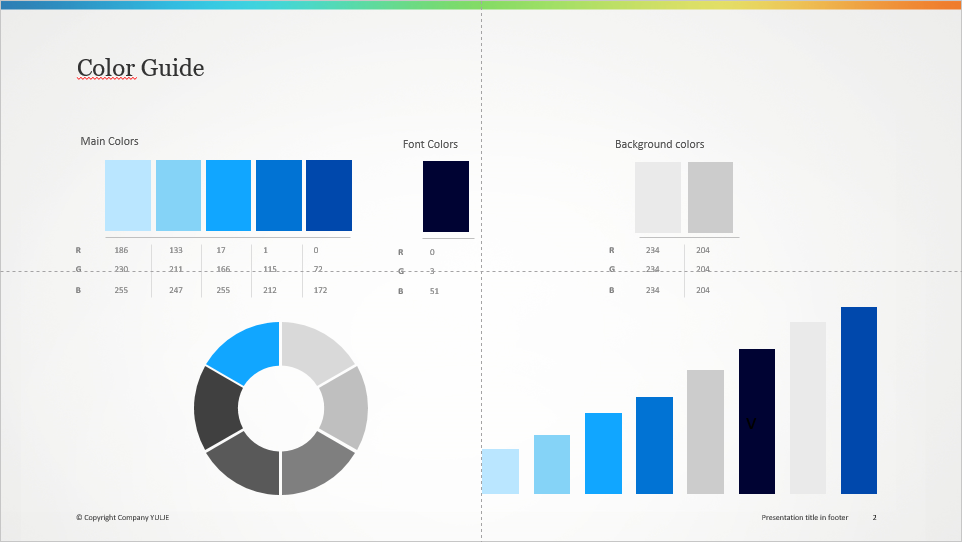 Color Guide
Main Colors
Font Colors
Background colors
R 186 133 17 1 0
G 230 211 166 115 72
B 255 247 255 212 172
R 0
G 3
B 51
R 234 204
G 234 204
B 234 204
V
© Copyright Company YULJE
Presentation title in footer 2